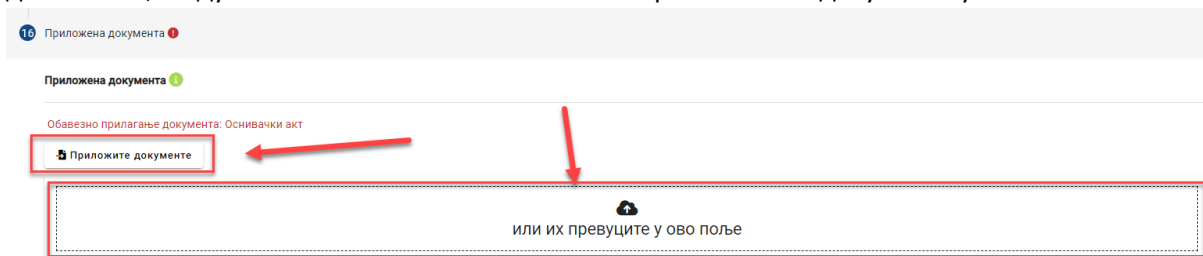 16 Приложена документа
Приложена документа
Обавезно прилагање документа: Оснивачки акт
Приложите документе
или их превуците у ово поље